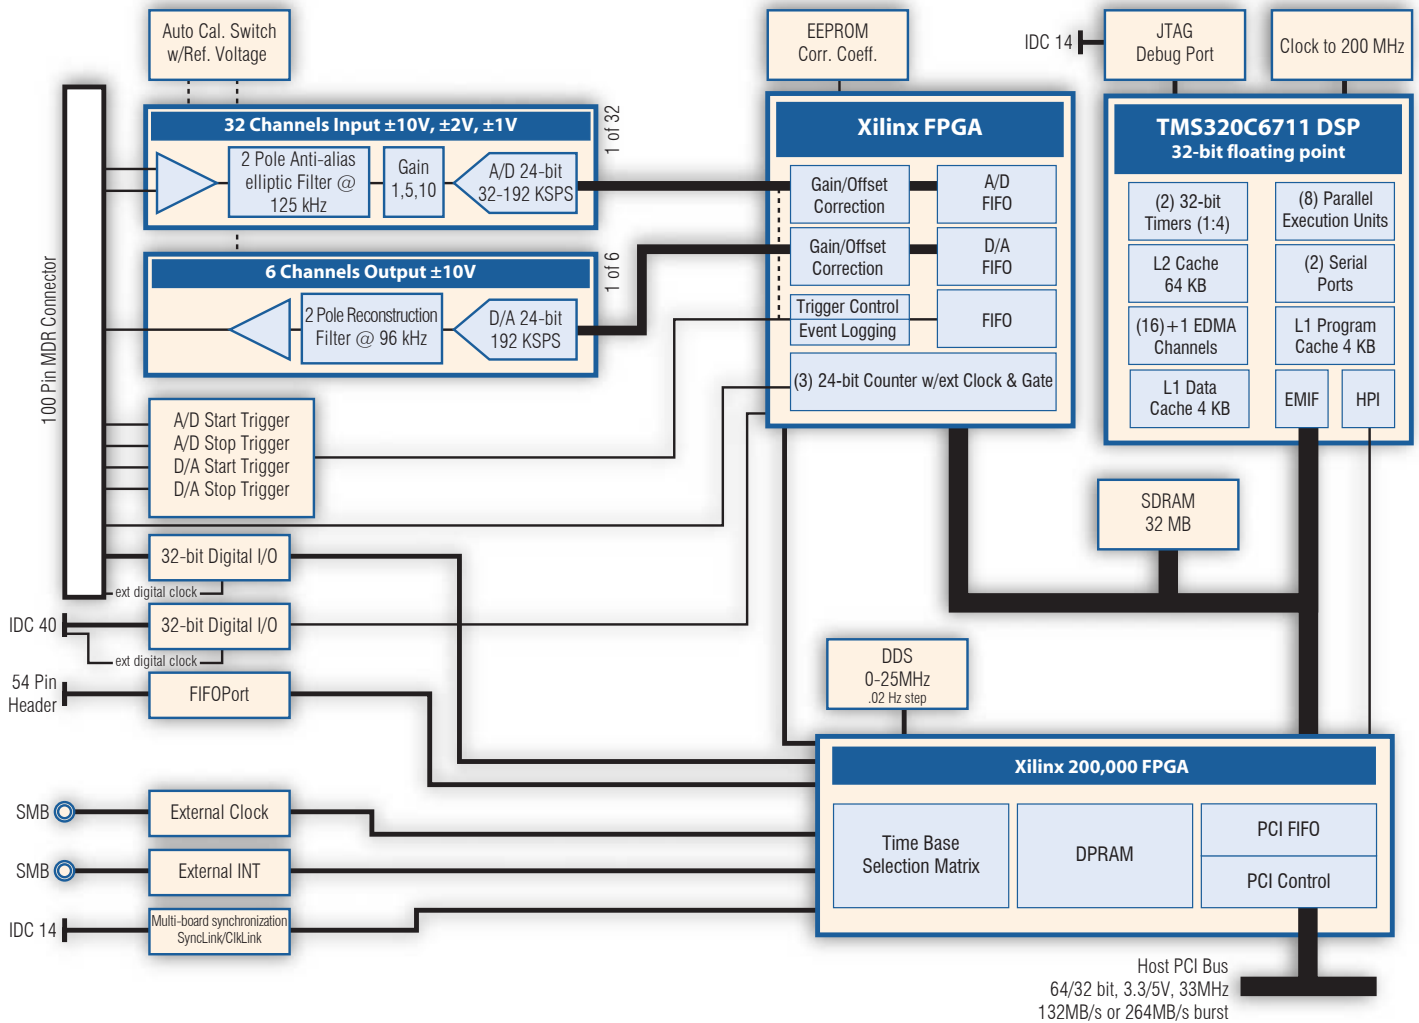 Auto Cal. Switch
w/Ref. Voltage
EEPROM
Corr. Coeff.
IDC 14
JTAG
Debug Port
Clock to 200 MHz
100 Pin MDR Connector
32 Channels Input ±10V, ±2V, ±1V
1 of 32
2 Pole Anti-alias
elliptic Filter @
125 kHz
Gain
1,5,10
A/D 24-bit
32-192 KSPS
6 Channels Output ±10V
1 of 6
2 Pole Reconstruction
Filter @ 96 kHz
D/A 24-bit
192 KSPS
Xilinx FPGA
Gain/Offset
Correction
A/D
FIFO
Gain/Offset
Correction
D/A
FIFO
Trigger Control
Event Logging
FIFO
(3) 24-bit Counter w/ext Clock & Gate
TMS320C6711 DSP
32-bit floating point
(2) 32-bit
Timers (1:4)
(8) Parallel
Execution Units
L2 Cache
64 KB
(2) Serial
Ports
(16)+1 EDMA
Channels
L1 Program
Cache 4 KB
L1 Data
Cache 4 KB
EMIF
HPI
A/D Start Trigger
A/D Stop Trigger
D/A Start Trigger
D/A Stop Trigger
SDRAM
32 MB
32-bit Digital I/O
ext digital clock
IDC 40
32-bit Digital I/O
ext digital clock
54 Pin
Header
FIFOPort
DDS
0-25MHz
.02 Hz step
Xilinx 200,000 FPGA
Time Base
Selection Matrix
DPRAM
PCI FIFO
PCI Control
SMB
External Clock
SMB
External INT
IDC 14
Multi-board synchronization
SyncLink/ClkLink
Host PCI Bus
64/32 bit, 3.3/5V, 33MHz
132MB/s or 264MB/s burst